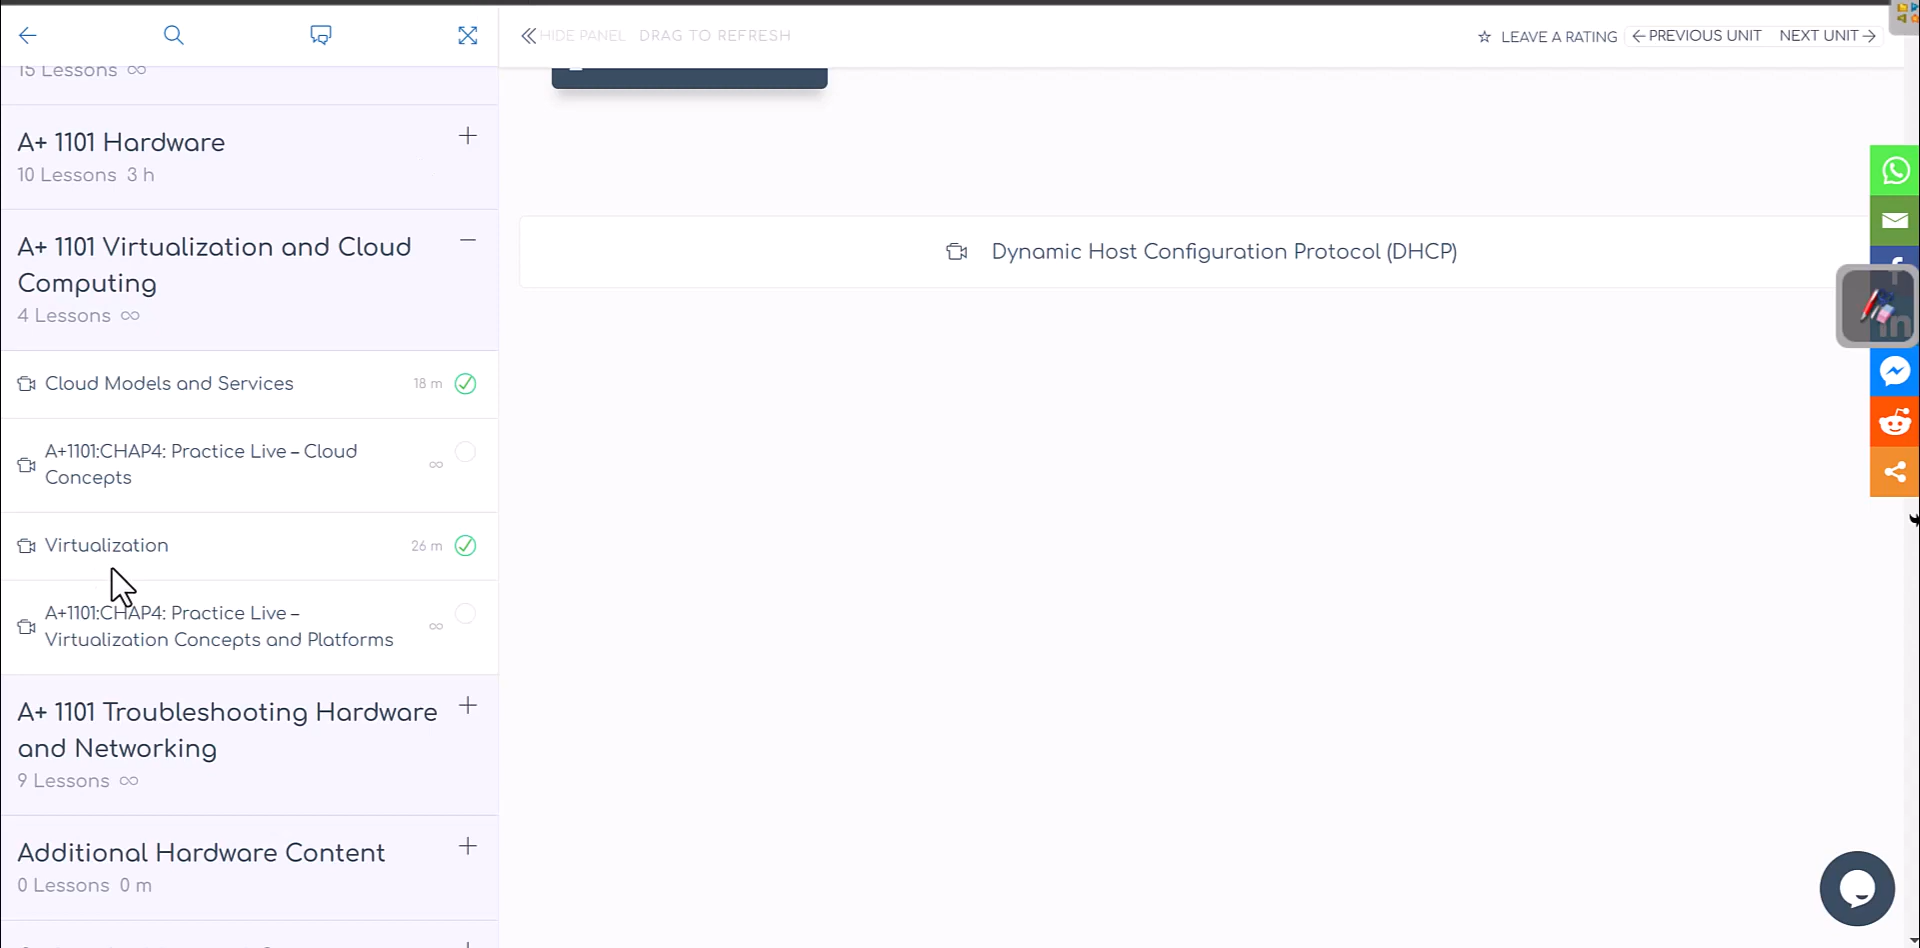 HIDE PANEL DRAG TO REFRESH
LEAVE A RATING
PREVIOUS UNIT
NEXT UNIT
15 Lessons ∞
A+ 1101 Hardware
10 Lessons 3 h
A+ 1101 Virtualization and Cloud
Computing
4 Lessons ∞
Cloud Models and Services 18 m
A+1101:CHAP4: Practice Live – Cloud
Concepts
∞
Virtualization 26 m
A+1101:CHAP4: Practice Live –
Virtualization Concepts and Platforms
∞
A+ 1101 Troubleshooting Hardware
and Networking
9 Lessons ∞
Additional Hardware Content
0 Lessons 0 m
Dynamic Host Configuration Protocol (DHCP)
in